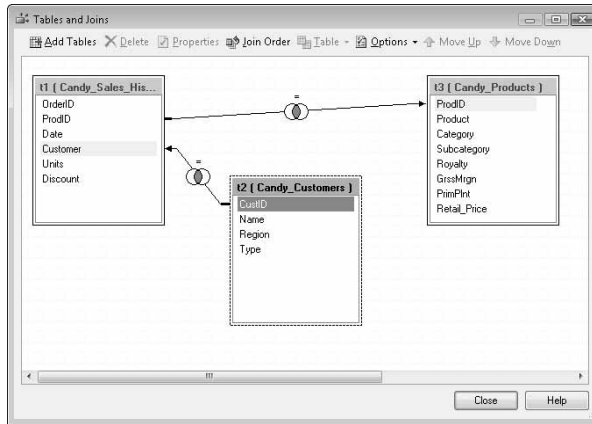 Tables and Joins
Add Tables Delete Properties Join Order Table Options Move Up Move Down
t1 ( Candy_Sales_His...
OrderID
ProdID
Date
Customer
Units
Discount
=
=
t2 ( Candy_Customers )
CustID
Name
Region
Type
t3 ( Candy_Products )
ProdID
Product
Category
Subcategory
Royalty
GrssMrgn
PrimPlnt
Retail_Price
Close Help